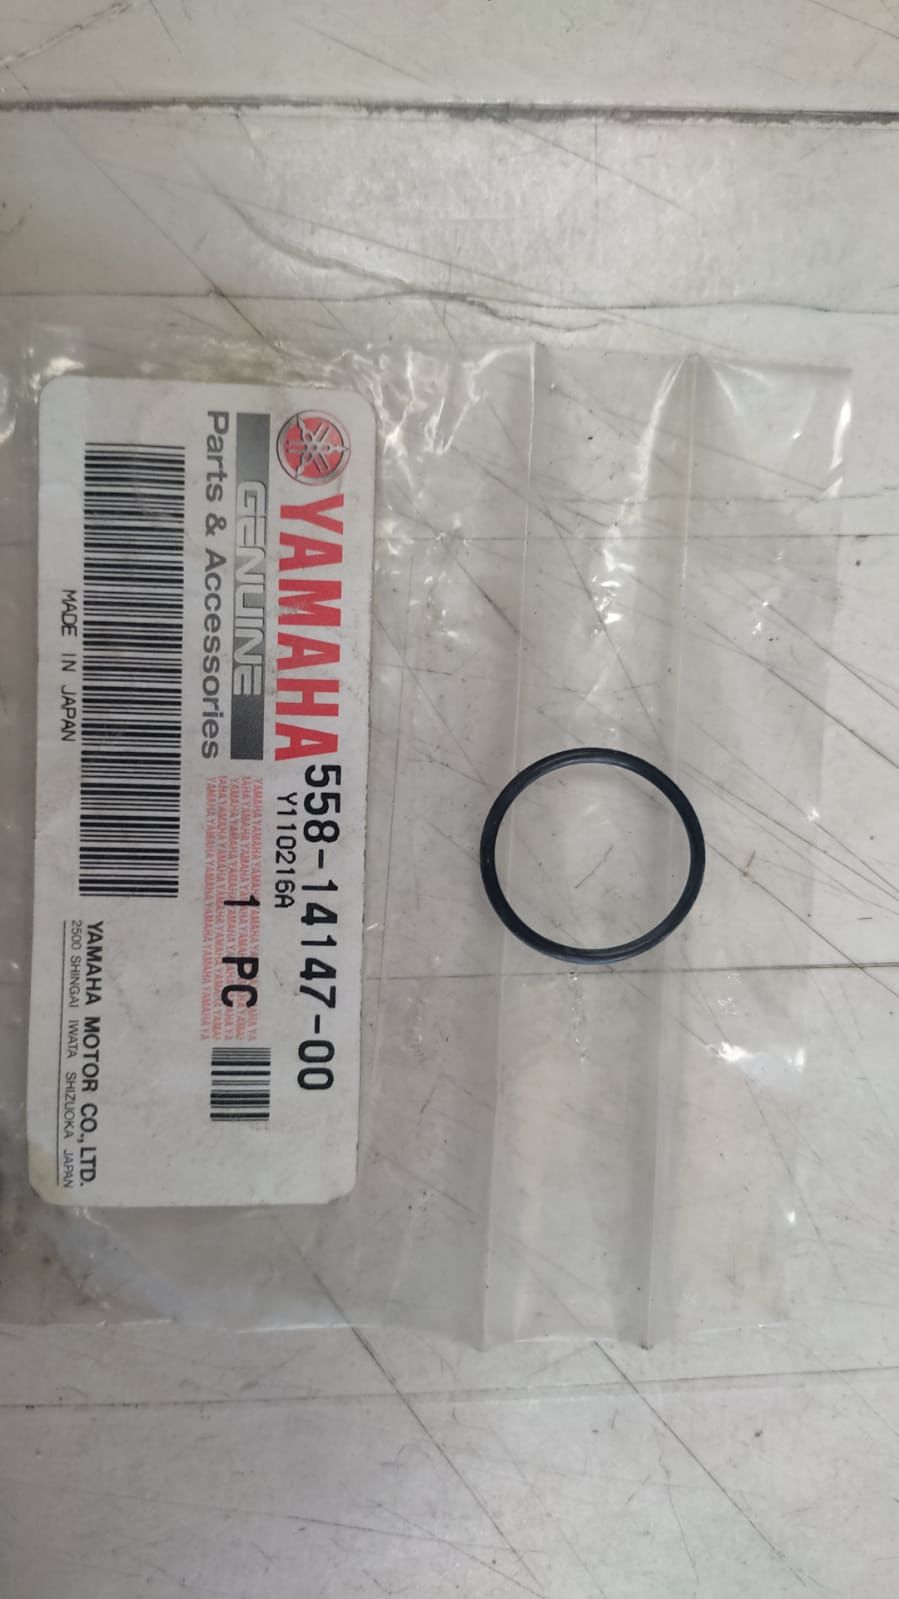 YAMAHA
558-14147-00
GENUINE
Y110216A
Parts & Accessories
1 PC
MADE IN JAPAN
YAMAHA MOTOR CO., LTD.
2500 SHINGAI IWATA SHIZUOKA JAPAN